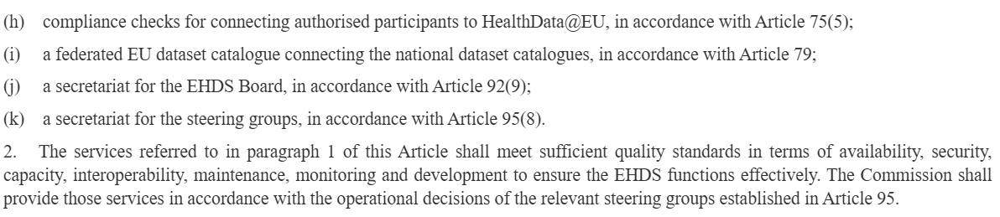 (h) compliance checks for connecting authorised participants to HealthData@EU, in accordance with Article 75(5);
(i) a federated EU dataset catalogue connecting the national dataset catalogues, in accordance with Article 79;
(j) a secretariat for the EHDS Board, in accordance with Article 92(9);
(k) a secretariat for the steering groups, in accordance with Article 95(8).
2. The services referred to in paragraph 1 of this Article shall meet sufficient quality standards in terms of availability, security,
capacity, interoperability, maintenance, monitoring and development to ensure the EHDS functions effectively. The Commission shall
provide those services in accordance with the operational decisions of the relevant steering groups established in Article 95.